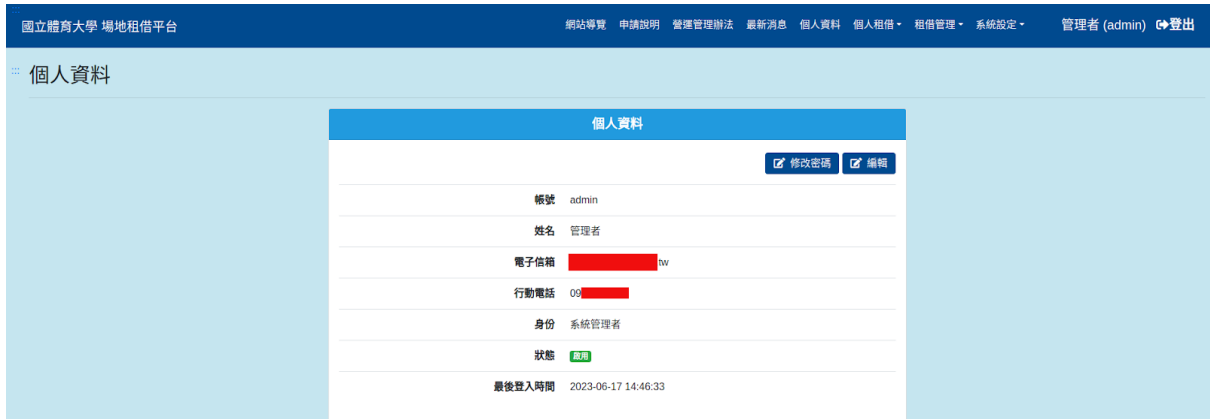 國立體育大學 場地租借平台 網站導覽 申請說明 營運管理辦法 最新消息 個人資料 個人租借 租借管理 系統設定 管理者 (admin) 登出
::: 個人資料
個人資料
修改密碼 編輯
帳號 admin
姓名 管理者
電子信箱 tw
行動電話 09
身份 系統管理者
狀態 啟用
最後登入時間 2023-06-17 14:46:33